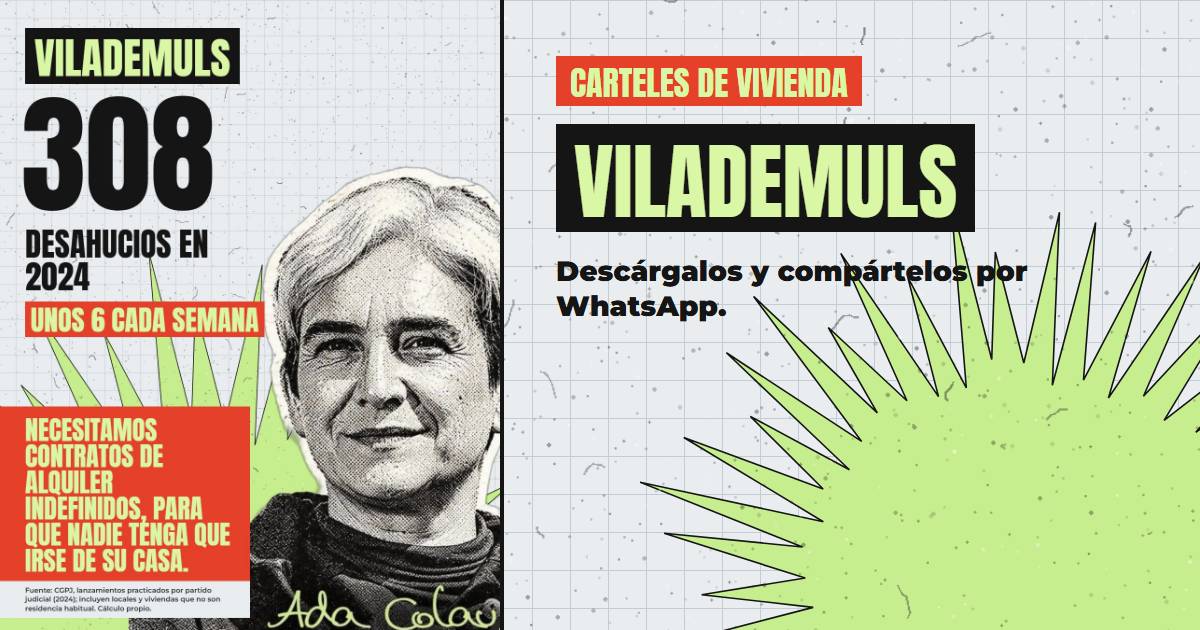 VILADEMULS
308
DESAHUCIOS EN
2024
UNOS 6 CADA SEMANA
NECESITAMOS
CONTRATOS DE
ALQUILER
INDEFINIDOS, PARA
QUE NADIE TENGA QUE
IRSE DE SU CASA.
Fuente: CGPJ, lanzamientos practicados por partido
judicial (2024); incluyen locales y viviendas que no son
residencia habitual. Cálculo propio.
Ada Colau
CARTELES DE VIVIENDA
VILADEMULS
Descárgalos y compártelos por
WhatsApp.